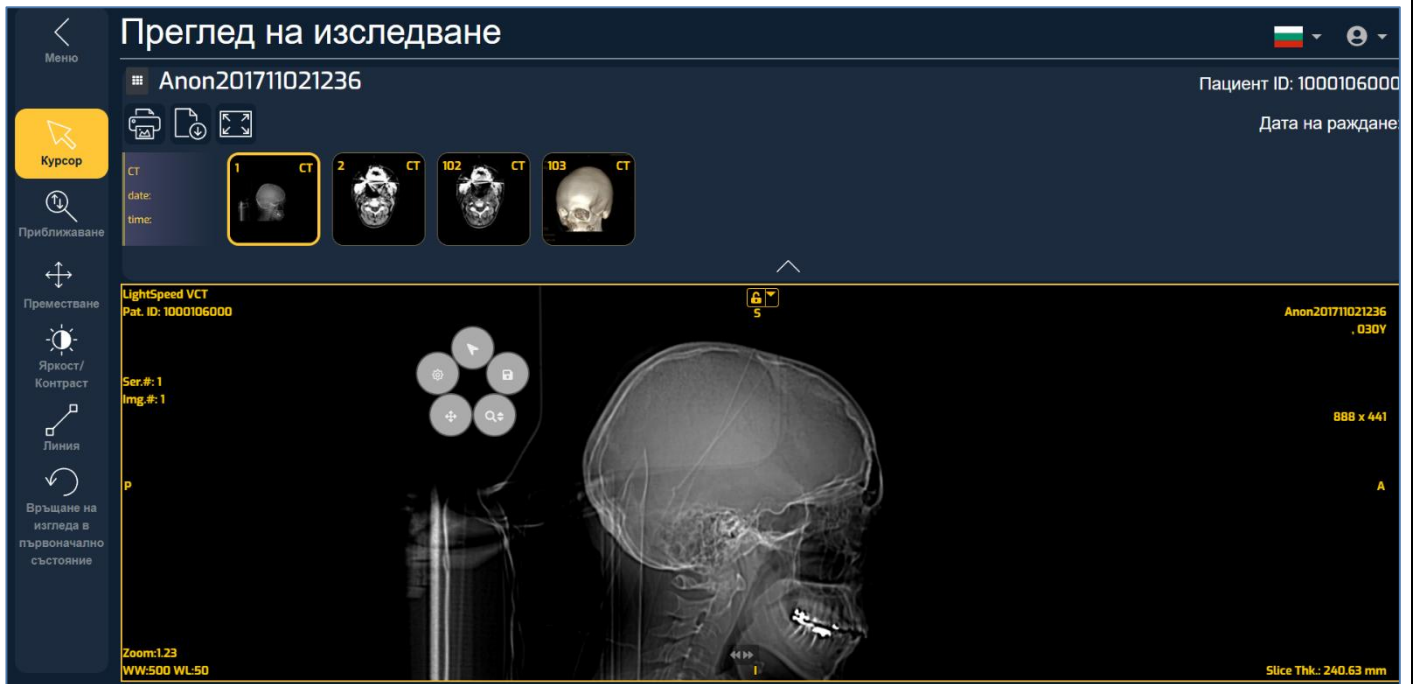 Меню
Преглед на изследване
Anon201711021236
Пациент ID: 1000106000
Дата на раждане:
Курсор
Приближаване
Преместване
Яркост/
Контраст
Линия
Връщане на
изгледа в
първоначално
състояние
CT
date:
time:
1 CT
2 CT
102 CT
103 CT
LightSpeed VCT
Pat. ID: 1000106000
Ser.#: 1
Img.#: 1
S
Anon201711021236
, 030Y
888 x 441
P
A
Zoom:1.23
WW:500 WL:50
I
Slice Thk.: 240.63 mm